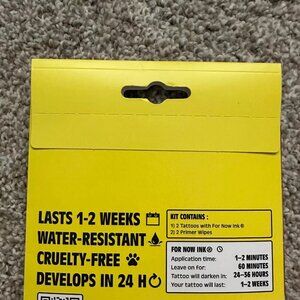 LASTS 1-2 WEEKS
WATER-RESISTANT
CRUELTY-FREE
DEVELOPS IN 24 H
KIT CONTAINS :
1) 2 Tattoos with For Now Ink®
2) 2 Primer Wipes
FOR NOW INK® :
Application time: 1–2 MINUTES
Leave on for: 60 MINUTES
Tattoo will darken in: 24–36 HOURS
Your tattoo will last: 1–2 WEEKS